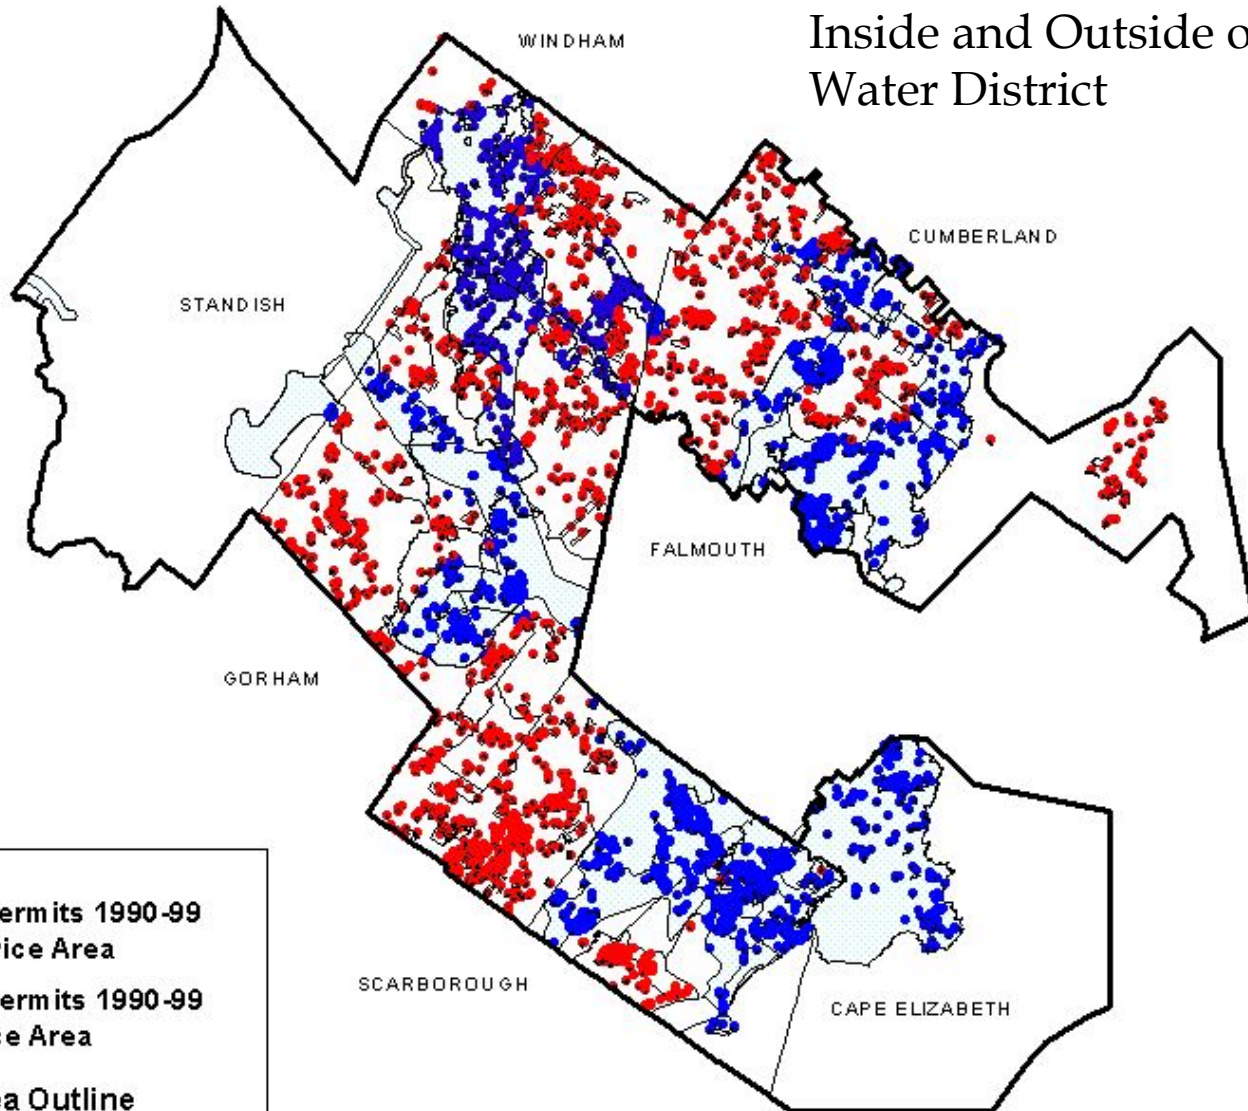 Inside and Outside o
Water District
WINDHAM
CUMBERLAND
STANDISH
FALMOUTH
GORHAM
SCARBOROUGH
CAPE ELIZABETH
ermits 1990-99
ice Area
ermits 1990-99
e Area
a Outline